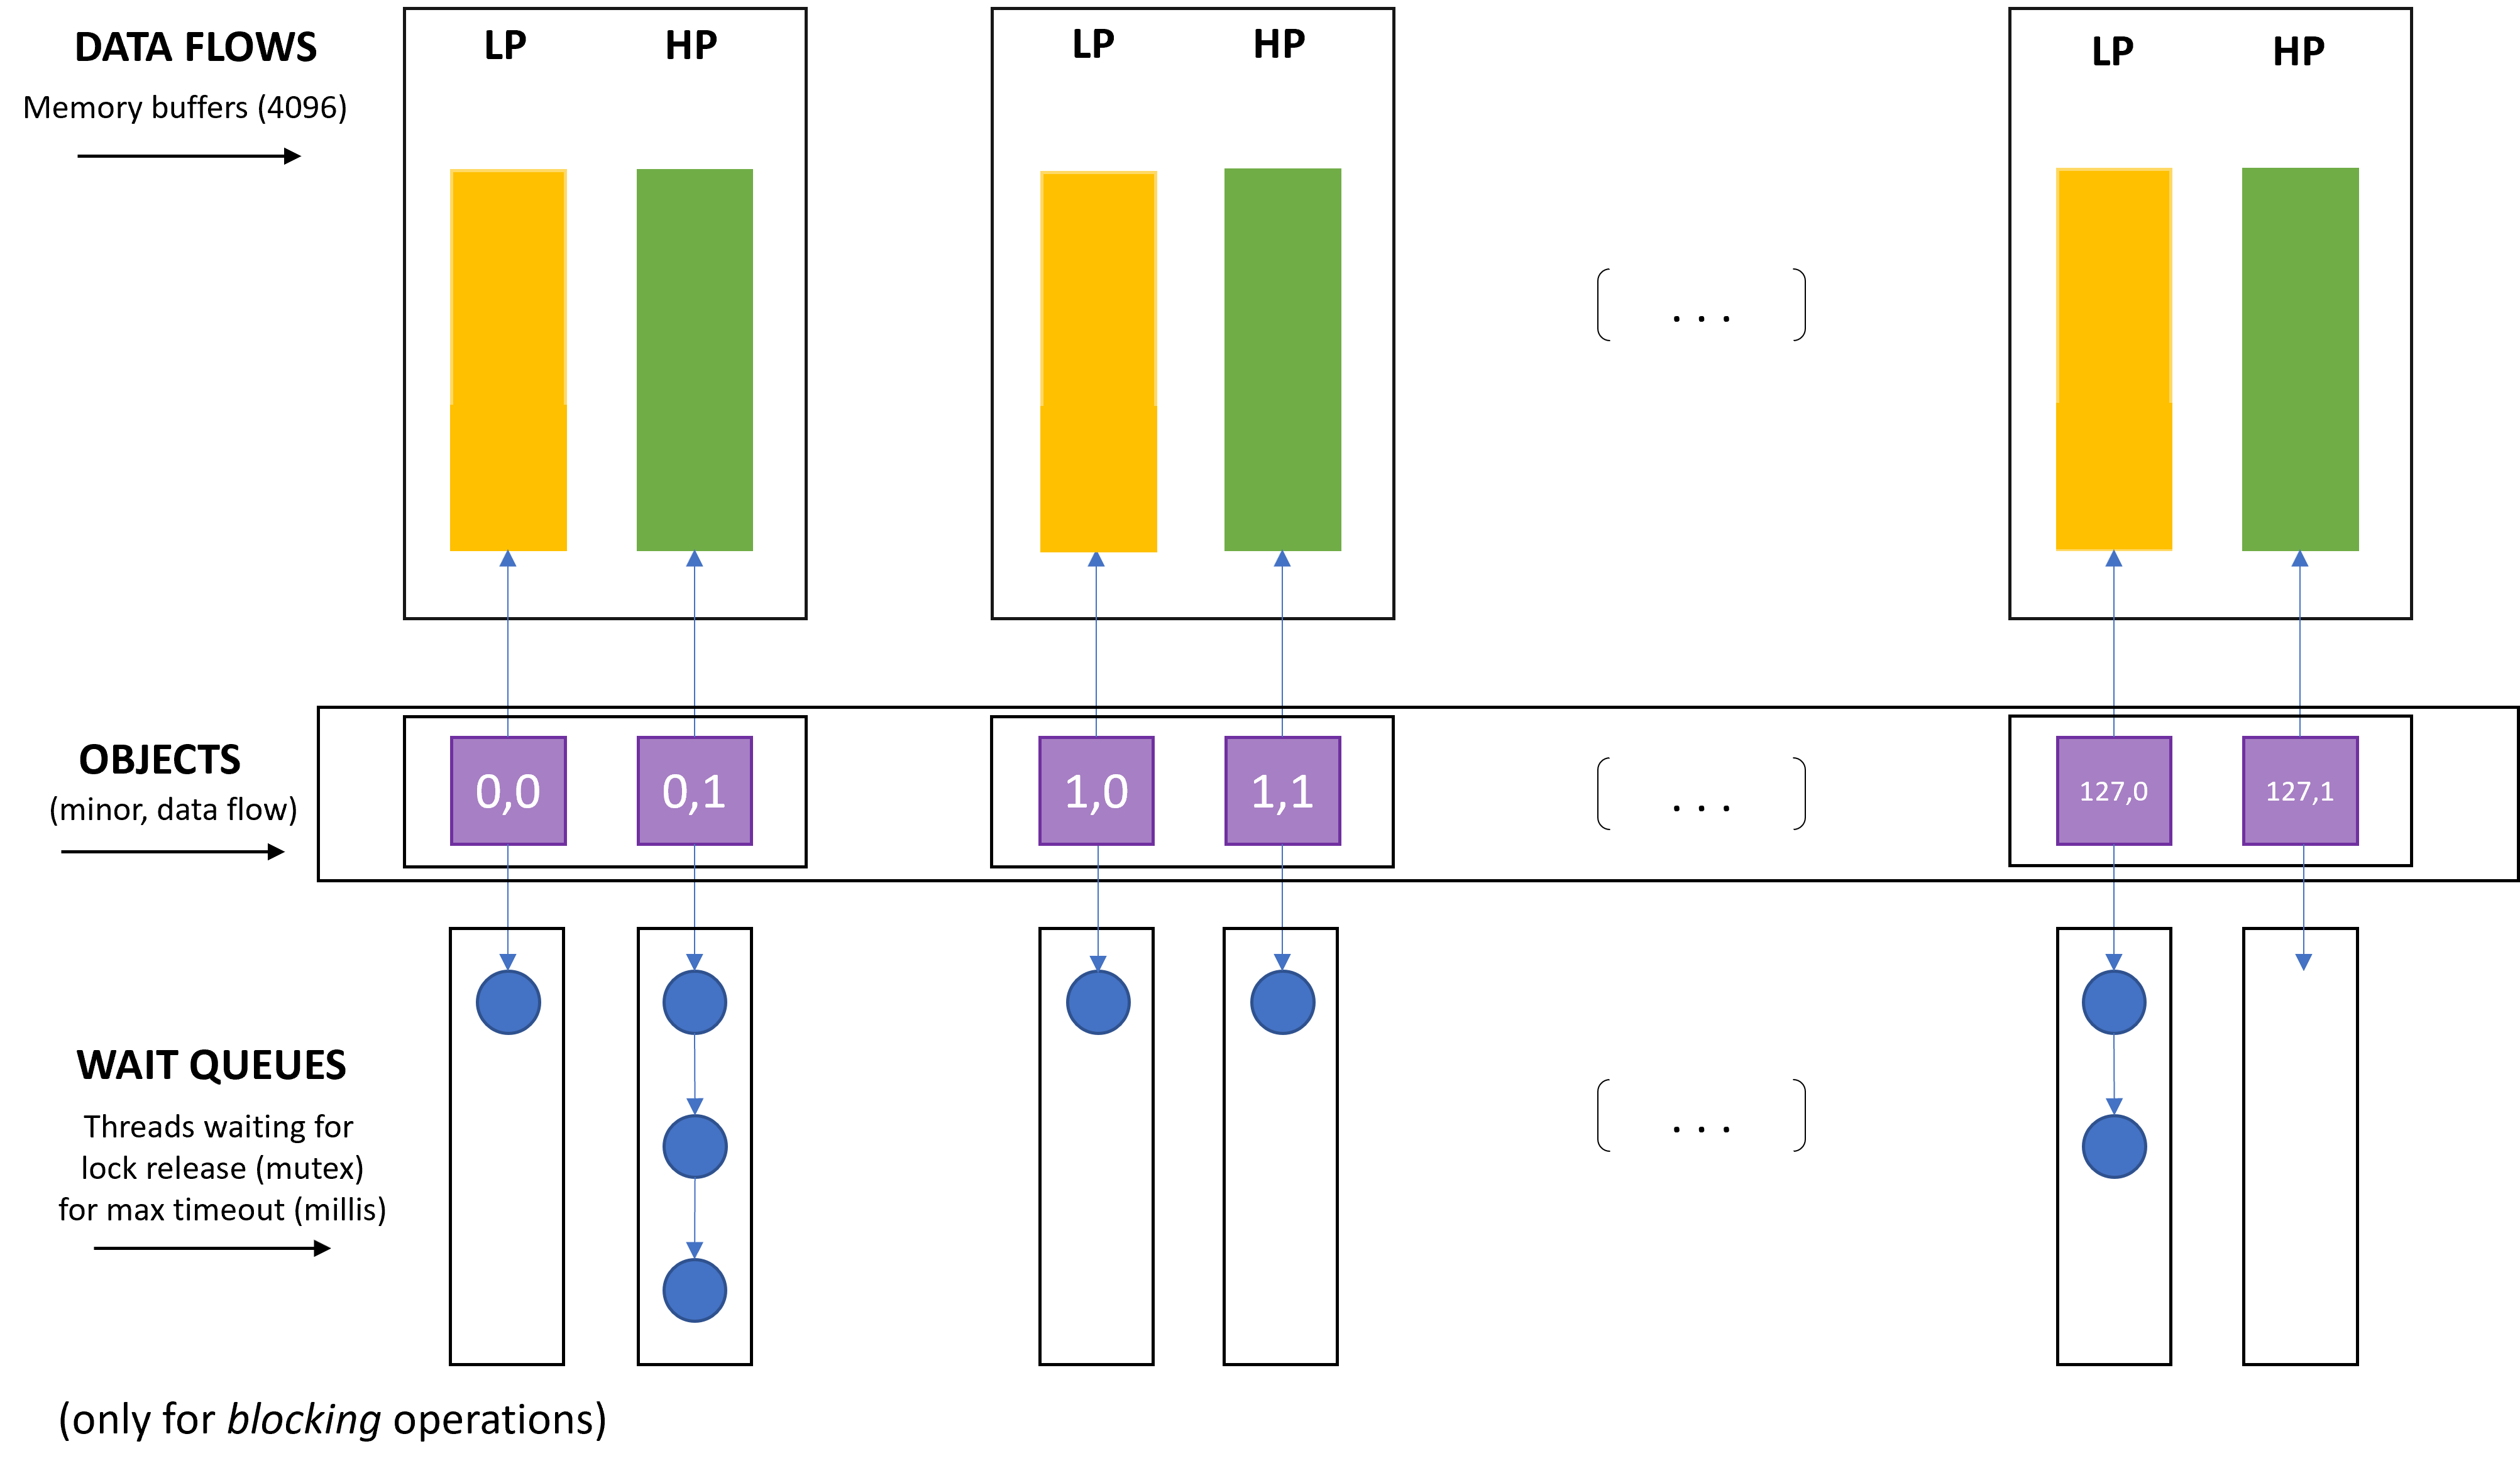 DATA FLOWS
Memory buffers (4096)
LP HP
LP HP
. . .
LP HP
OBJECTS
(minor, data flow)
0,0 0,1
1,0 1,1
. . .
127,0 127,1
WAIT QUEUES
Threads waiting for
lock release (mutex)
for max timeout (millis)
. . .
(only for blocking operations)